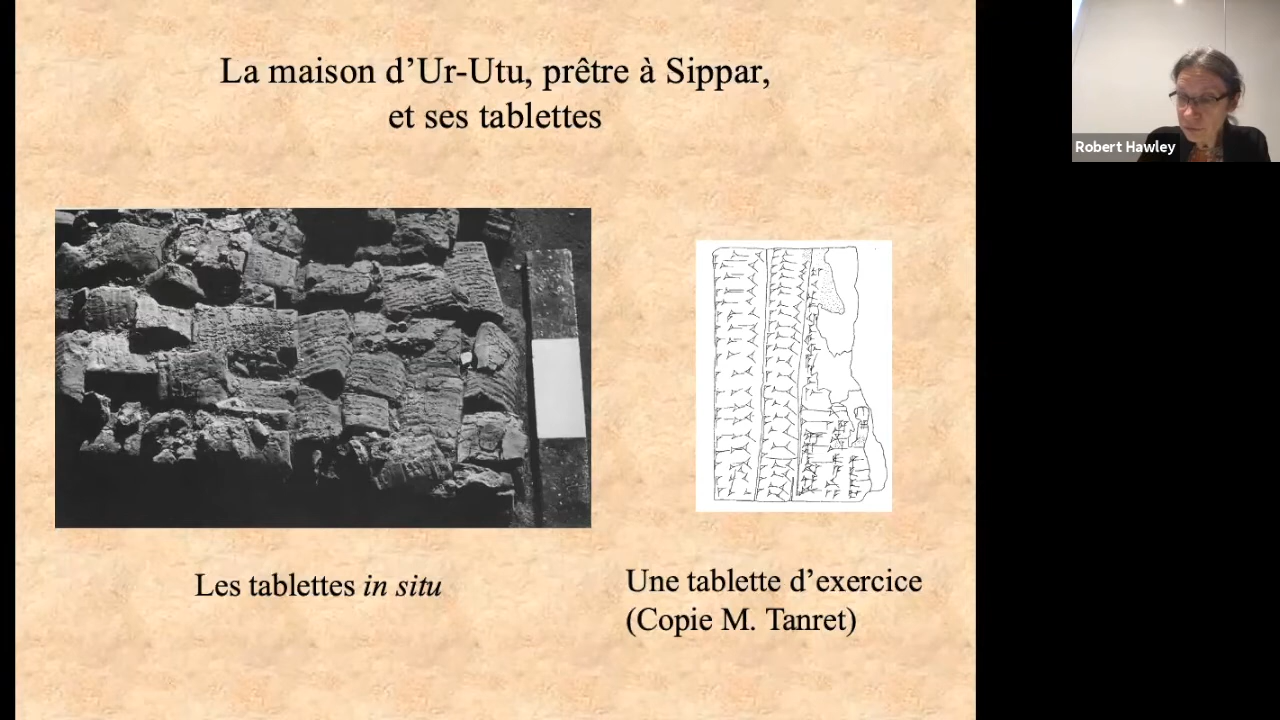 La maison d’Ur-Utu, prêtre à Sippar,
et ses tablettes
Robert Hawley
Les tablettes in situ
Une tablette d’exercice
(Copie M. Tanret)